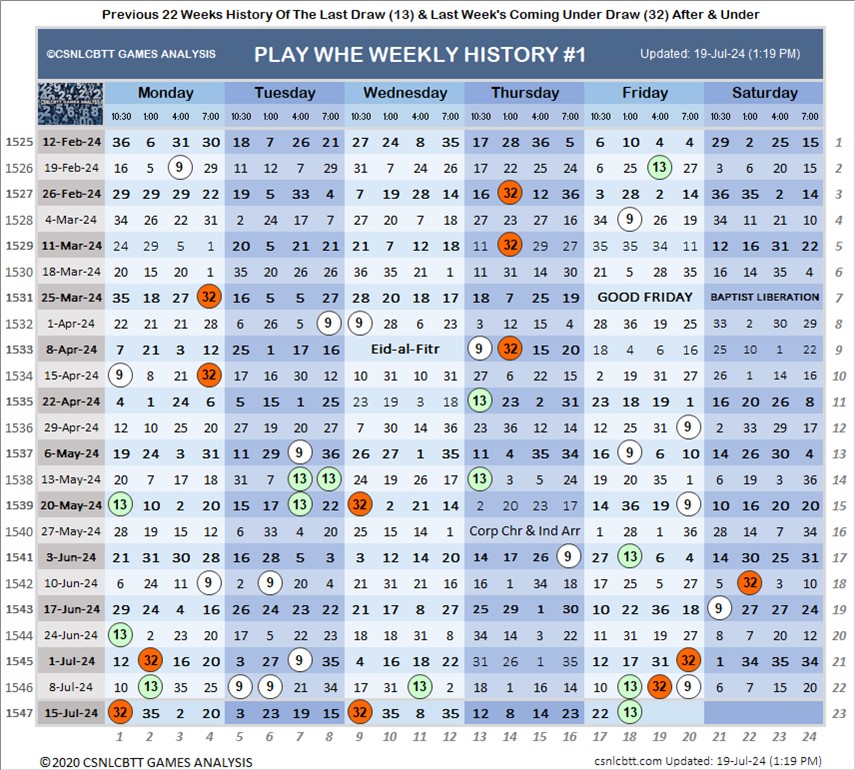 Previous 22 Weeks History Of The Last Draw (13) & Last Week's Coming Under Draw (32) After & Under
©CSNLCBTT GAMES ANALYSIS PLAY WHE WEEKLY HISTORY #1 Updated: 19-Jul-24 (1:19 PM)
CSNLCBTT GAMES ANALYSIS Monday Tuesday Wednesday Thursday Friday Saturday
10:30 1:00 4:00 7:00 10:30 1:00 4:00 7:00 10:30 1:00 4:00 7:00 10:30 1:00 4:00 7:00 10:30 1:00 4:00 7:00 10:30 1:00 4:00 7:00
1525 12-Feb-24 36 6 31 30 18 7 26 21 27 24 8 35 17 28 36 5 6 10 4 4 29 2 25 15 1
1526 19-Feb-24 16 5 9 29 11 12 7 29 31 7 24 26 17 22 25 24 6 25 13 27 3 6 20 15 2
1527 26-Feb-24 29 29 29 22 19 5 33 4 7 19 28 14 16 32 12 36 3 28 2 14 36 35 2 14 3
1528 4-Mar-24 34 26 22 31 2 24 17 7 27 20 7 18 27 23 27 16 34 9 29 26 34 11 21 10 4
1529 11-Mar-24 24 29 5 1 20 5 21 21 21 7 12 18 11 32 29 27 35 35 34 11 12 16 31 22 5
1530 18-Mar-24 20 15 20 1 35 20 26 26 36 35 21 1 11 31 14 30 21 5 28 35 16 14 35 4 6
1531 25-Mar-24 35 18 27 32 16 5 5 27 28 20 18 17 18 7 25 19 GOOD FRIDAY BAPTIST LIBERATION 7
1532 1-Apr-24 22 21 21 28 6 26 5 9 9 28 6 23 3 12 15 4 28 36 19 25 33 2 30 29 8
1533 8-Apr-24 7 21 3 12 25 1 17 16 Eid-al-Fitr 9 32 15 20 18 4 6 16 25 10 1 22 9
1534 15-Apr-24 9 8 21 32 17 16 30 12 10 31 10 31 27 6 22 15 2 19 31 27 26 1 14 16 10
1535 22-Apr-24 4 1 24 6 5 15 1 25 23 19 3 18 13 23 2 31 23 18 19 1 16 20 26 8 11
1536 29-Apr-24 12 25 31 20 27 19 20 27 7 30 14 36 23 36 12 14 10 35 20 9 2 33 29 17 12
1537 6-May-24 19 24 3 31 11 29 9 36 26 27 1 35 11 4 35 34 16 9 6 10 14 26 30 4 13
1538 13-May-24 20 7 17 18 31 7 13 13 24 19 26 17 13 3 5 24 19 20 35 1 6 19 3 36 14
1539 20-May-24 13 10 2 20 15 17 13 22 32 2 21 14 2 20 23 17 14 36 19 9 10 16 20 20 15
1540 27-May-24 28 19 15 12 6 33 4 20 25 15 14 1 Corp Chr & Ind Arr 1 28 1 36 28 14 7 34 16
1541 3-Jun-24 21 31 30 28 16 28 5 3 3 12 14 20 14 17 26 9 27 13 6 4 14 30 25 31 17
1542 10-Jun-24 6 24 11 9 2 9 20 4 21 31 21 16 16 1 34 18 17 25 5 27 5 32 3 10 18
1543 17-Jun-24 29 24 4 16 26 24 23 22 21 17 8 27 25 29 1 30 10 22 36 18 9 27 27 24 19
1544 24-Jun-24 13 2 23 20 17 5 22 23 18 18 31 8 34 14 3 22 11 31 19 27 8 7 20 12 20
1545 1-Jul-24 12 32 16 20 3 27 9 35 4 16 18 22 31 26 1 35 12 17 31 32 1 34 35 34 21
1546 8-Jul-24 10 13 35 25 9 9 21 34 17 31 13 2 18 1 16 14 10 13 32 9 6 7 15 20 22
1547 15-Jul-24 32 35 2 20 3 23 19 15 32 35 8 35 12 8 14 23 22 13 23
1 2 3 4 5 6 7 8 9 10 11 12 13 14 15 16 17 18 19 20 21 22 23 24
©2020 CSNLCBTT GAMES ANALYSIS csnlcbtt.com Updated: 19-Jul-24 (1:19 PM)